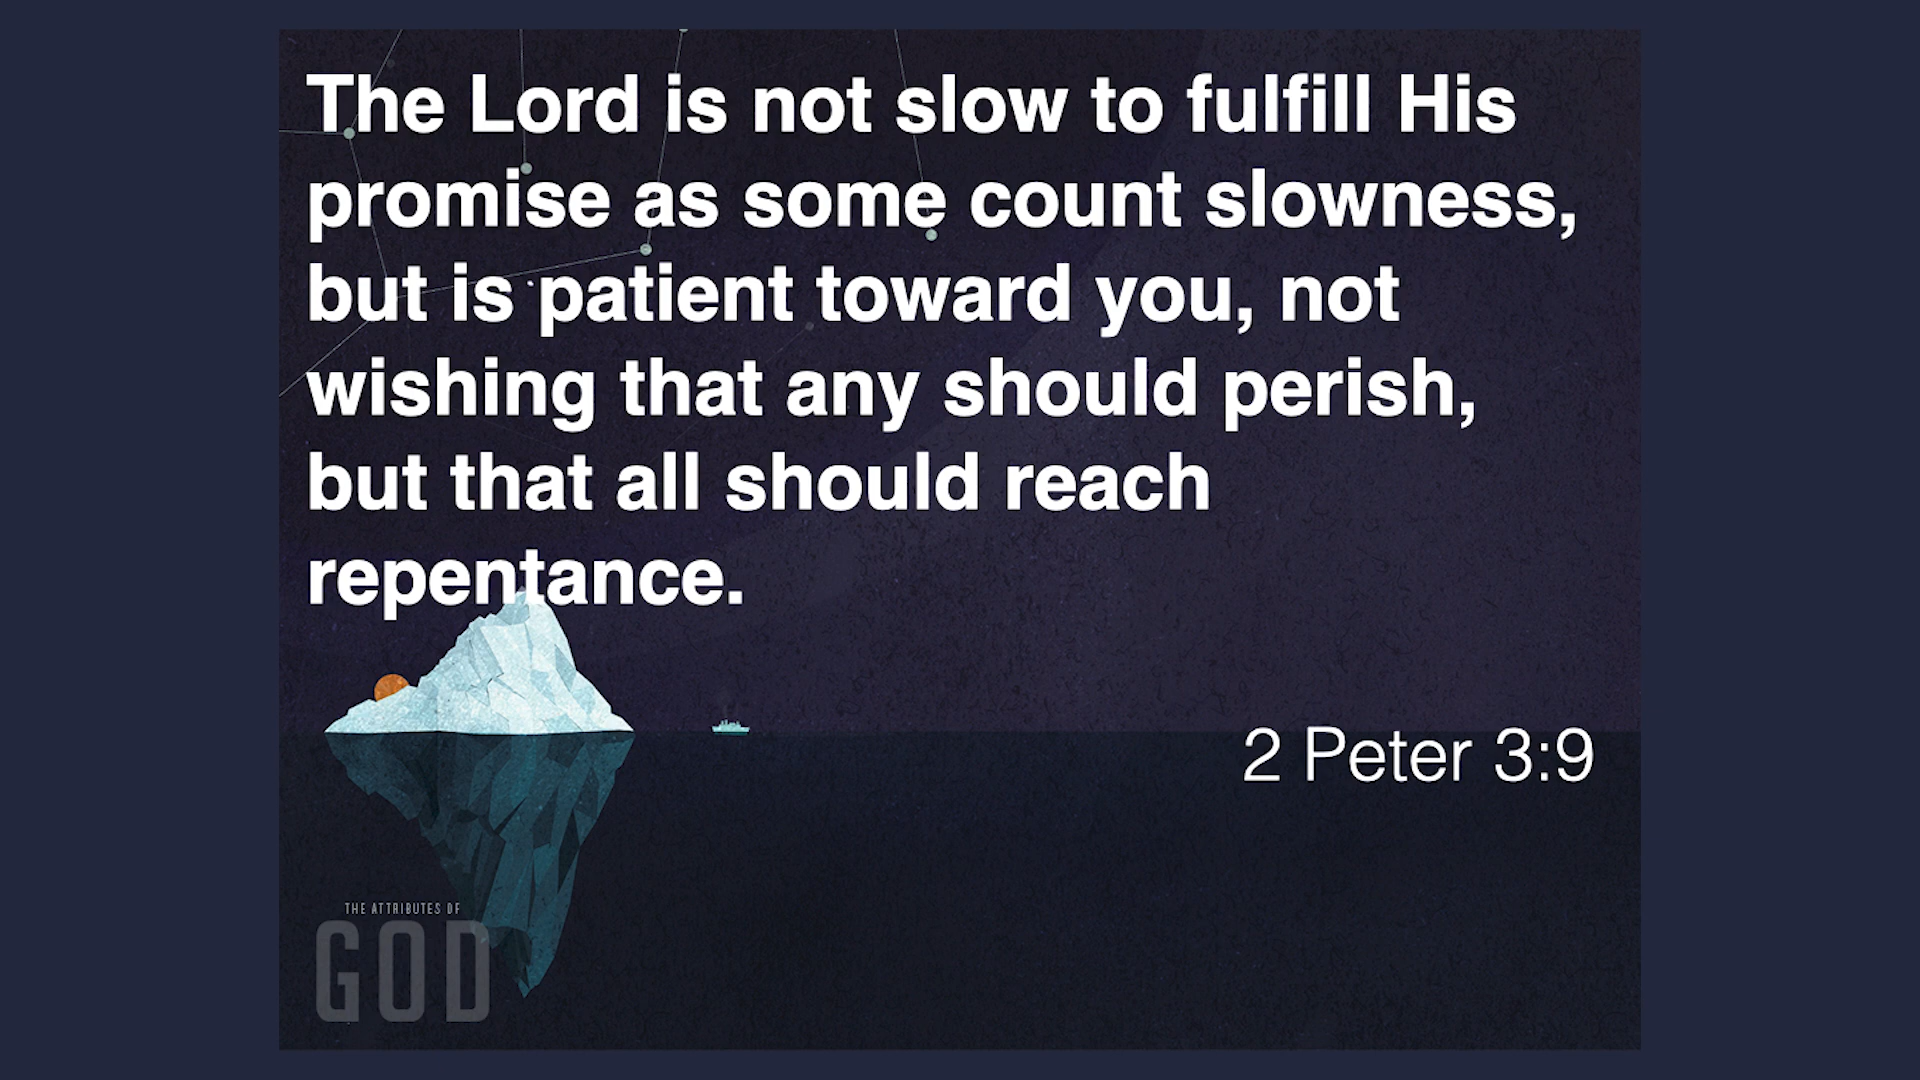 The Lord is not slow to fulfill His
promise as some count slowness,
but is patient toward you, not
wishing that any should perish,
but that all should reach
repentance.
2 Peter 3:9
THE ATTRIBUTES OF
GOD